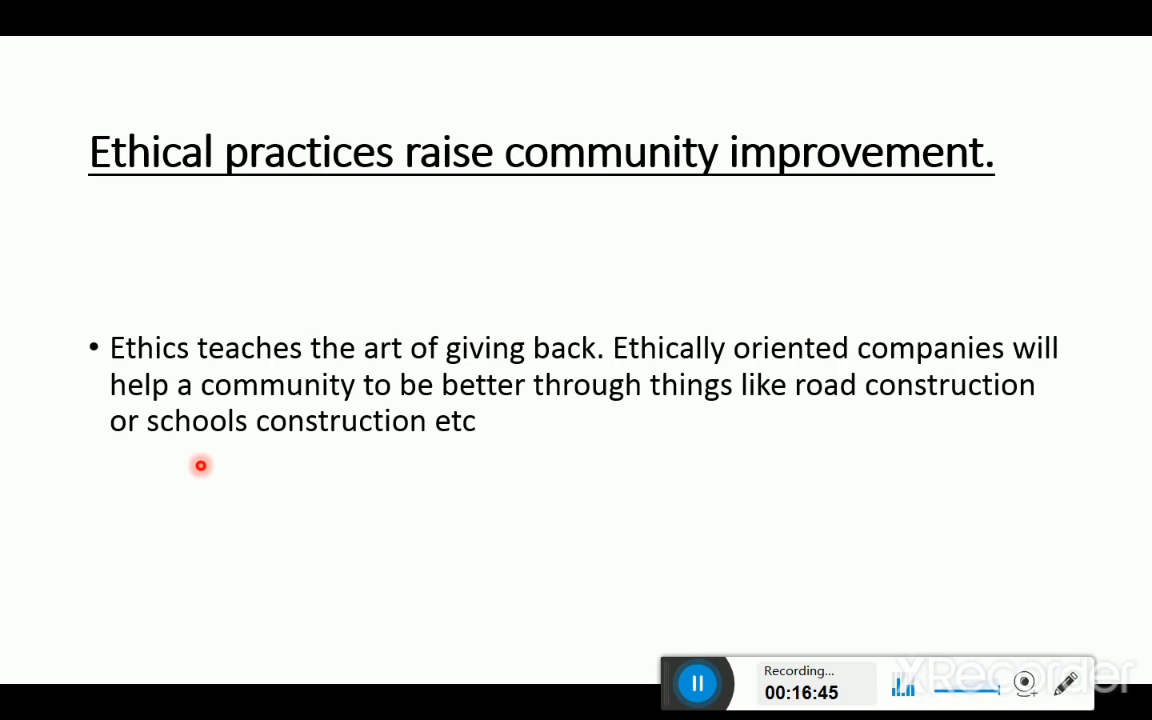 Ethical practices raise community improvement.
• Ethics teaches the art of giving back. Ethically oriented companies will
help a community to be better through things like road construction
or schools construction etc
Recording...
00:16:45
XRecorder